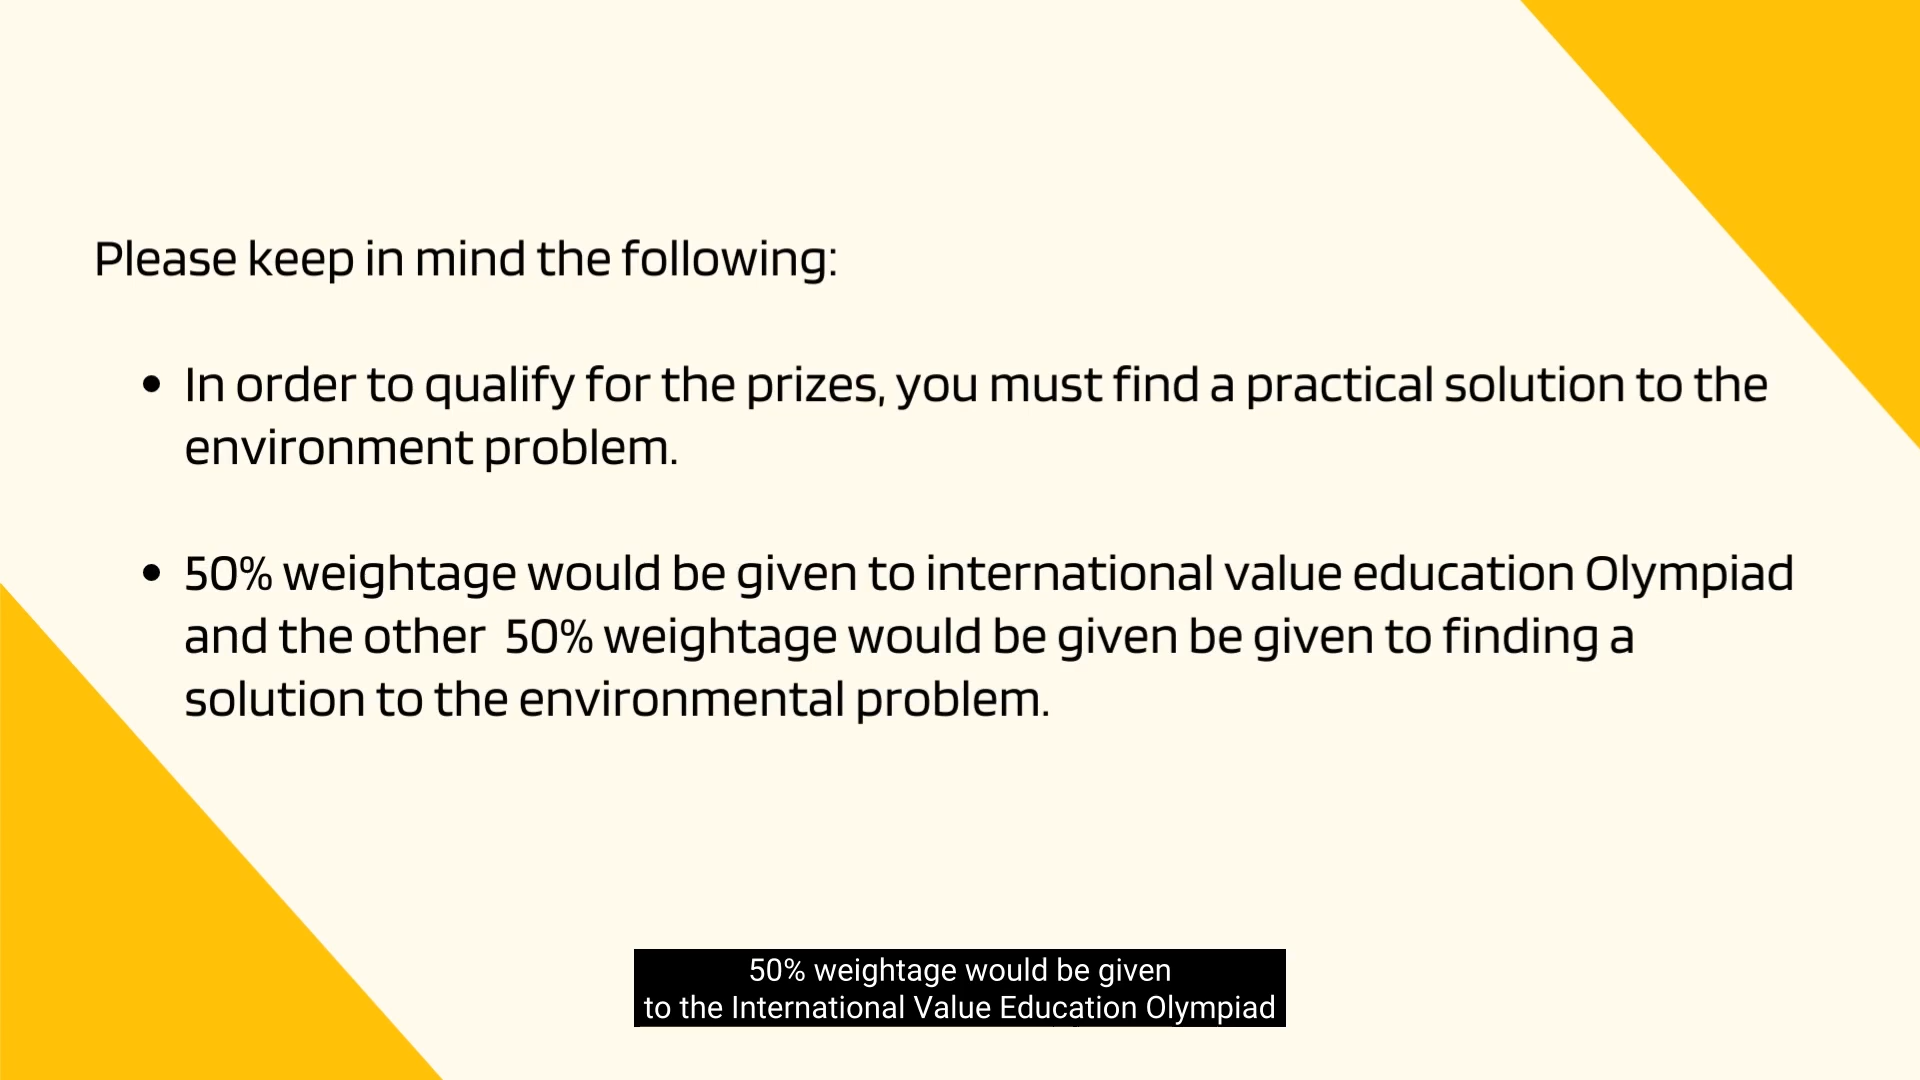 Please keep in mind the following:
• In order to qualify for the prizes, you must find a practical solution to the
environment problem.
• 50% weightage would be given to international value education Olympiad
and the other  50% weightage would be given be given to finding a
solution to the environmental problem.
50% weightage would be given
to the International Value Education Olympiad